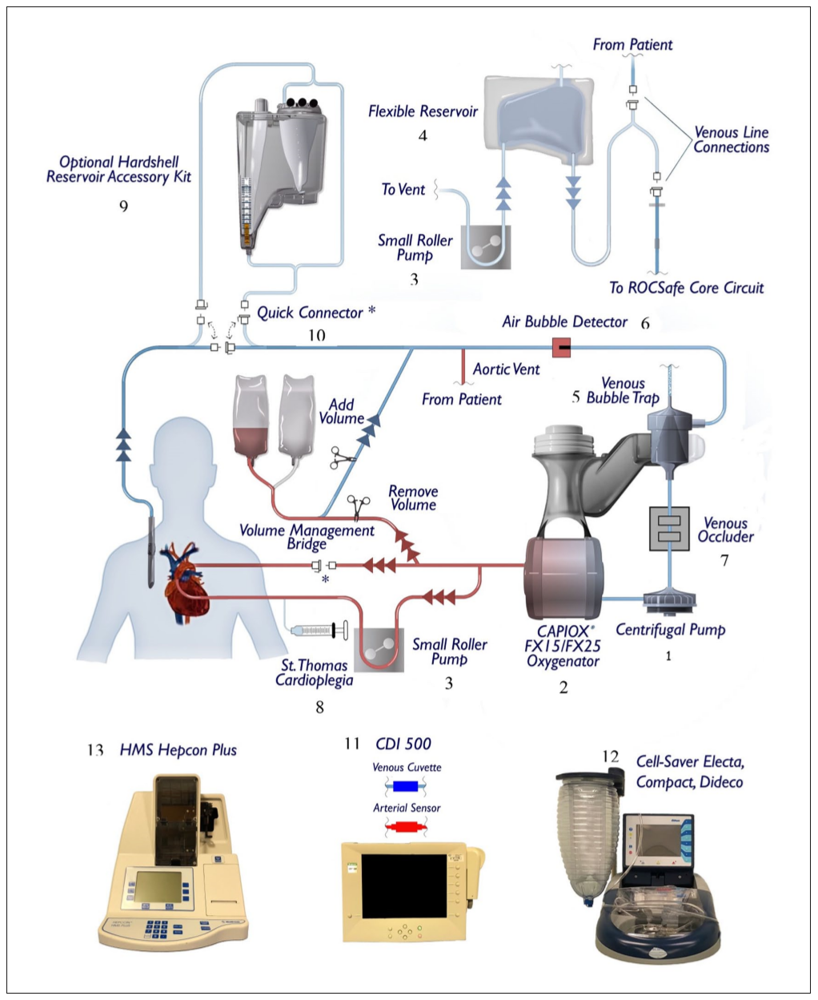 From Patient
Flexible Reservoir
4
Venous Line
Connections
Optional Hardshell
Reservoir Accessory Kit
9
To Vent
Small Roller
Pump
3
To ROCSafe Core Circuit
Quick Connector *
10
Air Bubble Detector 6
Aortic Vent
From Patient
5 Venous
Bubble Trap
Add
Volume
Remove
Volume
Volume Management
Bridge
Venous
Occluder
7
*
CAPIOX®
FX15/FX25
Oxygenator
2
Centrifugal Pump
1
Small Roller
Pump
3
St. Thomas
Cardioplegia
8
13 HMS Hepcon Plus
11 CDI 500
Venous Cuvette
Arterial Sensor
12 Cell-Saver Electa,
Compact, Dideco